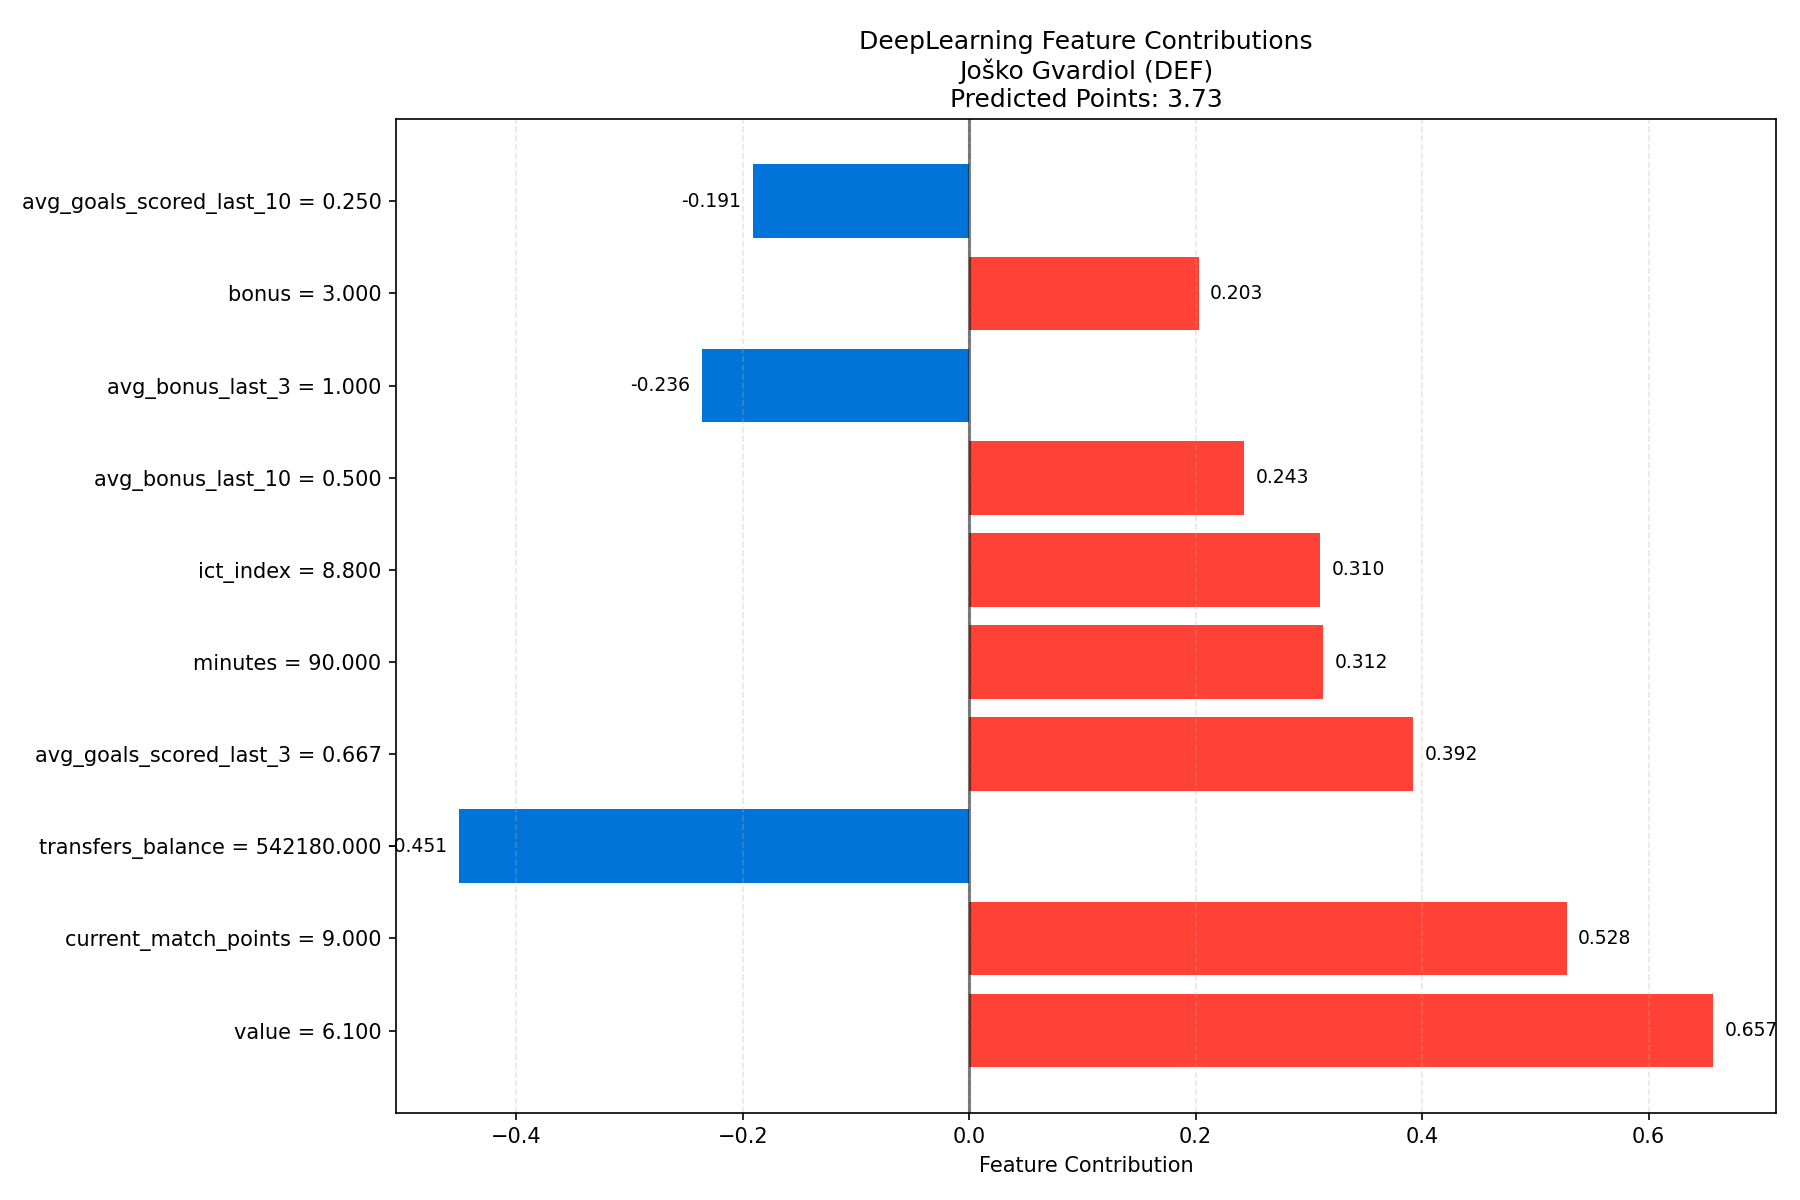 DeepLearning Feature Contributions
Joško Gvardiol (DEF)
Predicted Points: 3.73
avg_goals_scored_last_10 = 0.250
-0.191
bonus = 3.000
0.203
avg_bonus_last_3 = 1.000
-0.236
avg_bonus_last_10 = 0.500
0.243
ict_index = 8.800
0.310
minutes = 90.000
0.312
avg_goals_scored_last_3 = 0.667
0.392
transfers_balance = 542180.000
-0.451
current_match_points = 9.000
0.528
value = 6.100
0.657
−0.4 −0.2 0.0 0.2 0.4 0.6
Feature Contribution